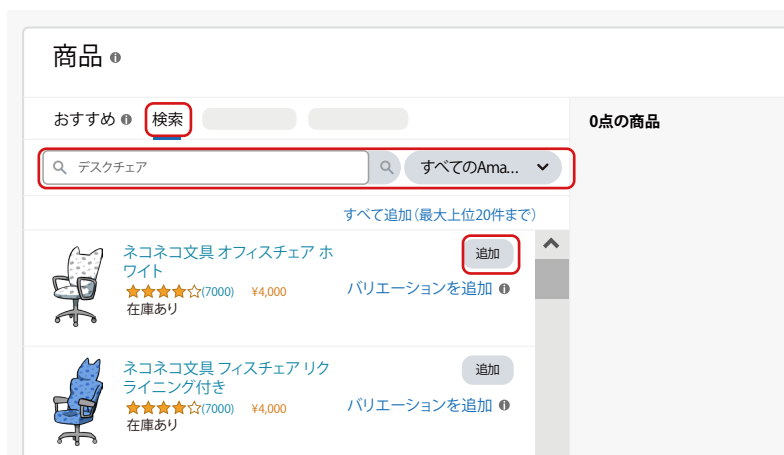 商品
おすすめ 検索
0点の商品
デスクチェア すべてのAma...
すべて追加（最大上位20件まで）
ネコネコ文具 オフィスチェア ホ
ワイト
追加
(7000) ¥4,000
バリエーションを追加
在庫あり
ネコネコ文具 フィスチェア リク
ライニング付き
追加
(7000) ¥4,000
バリエーションを追加
在庫あり